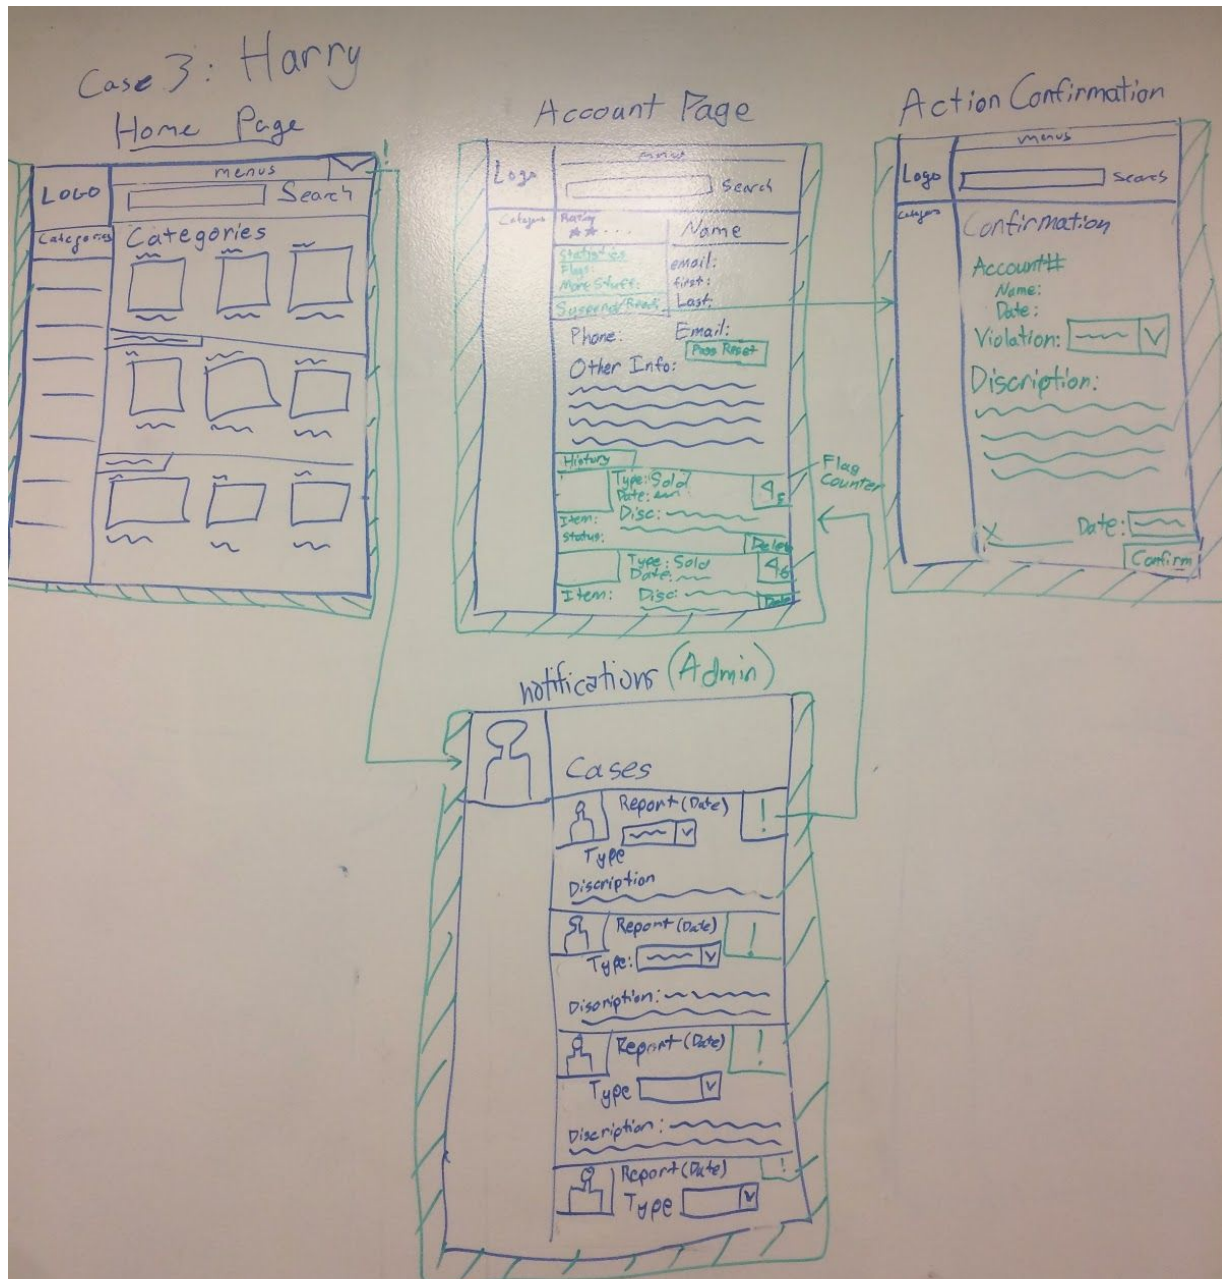 Case 3: Harry
Home Page
!
menus
LOGO
Search
Categories
Categories
Account Page
menus
Logo
Search
Rating
Name
Statistics
Flags:
More Stuff:
email:
first:
Last:
Phone:
Email:
Pass Reset
Other Info:
History
Type: Sold
Date:
Disc:
Item:
Status:
Type: Sold
Date:
Item:
Disc:
Flag
Counter
Action Confirmation
menus
Logo
Search
Confirmation
Account#
Name:
Date:
Violation:
Discription:
X
Date:
Confirm
notifications (Admin)
Cases
Report (Date)
!
Type
Discription
Report (Date)
!
Type:
Discription:
Report (Date)
!
Type
Discription:
Report (Date)
!
Type